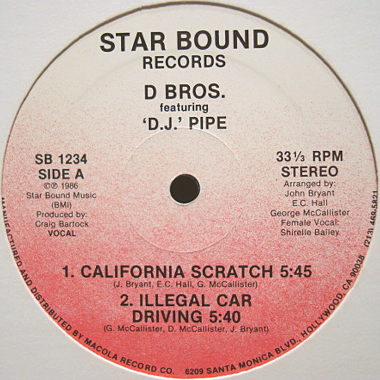 STAR BOUND
RECORDS
D BROS.
featuring
'D.J.' PIPE
SB 1234
SIDE A
©℗ 1986
Star Bound Music
(BMI)
Produced by:
Craig Bartock
VOCAL
33⅓ RPM
STEREO
Arranged by:
John Bryant
E.C. Hall
George McCallister
Female Vocal:
Shirelle Bailey
1. CALIFORNIA SCRATCH 5:45
(J. Bryant, E.C. Hall, G. McCallister)
2. ILLEGAL CAR
DRIVING 5:40
(G. McCallister, D. McCallister, J. Bryant)
MANUFACTURED AND DISTRIBUTED BY MACOLA RECORD CO. 6209 SANTA MONICA BLVD., HOLLYWOOD, CA 90038 (213) 469-5821